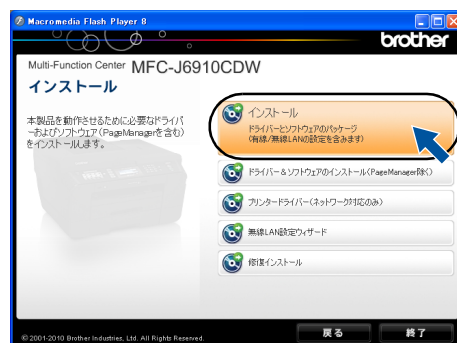 Macromedia Flash Player 8
brother
Multi-Function Center MFC-J6910CDW
インストール
本製品を動作させるために必要なドライバ
ーおよびソフトウェア(PageManagerを含む)
をインストールします。
インストール
ドライバーとソフトウェアのパッケージ
(有線/無線LANの設定を含みます)
ドライバー&ソフトウェアのインストール(PageManager除く)
プリンタードライバー(ネットワーク対応のみ)
無線LAN設定ウィザード
修復インストール
© 2001-2010 Brother Industries, Ltd. All Rights Reserved.
戻る
終了